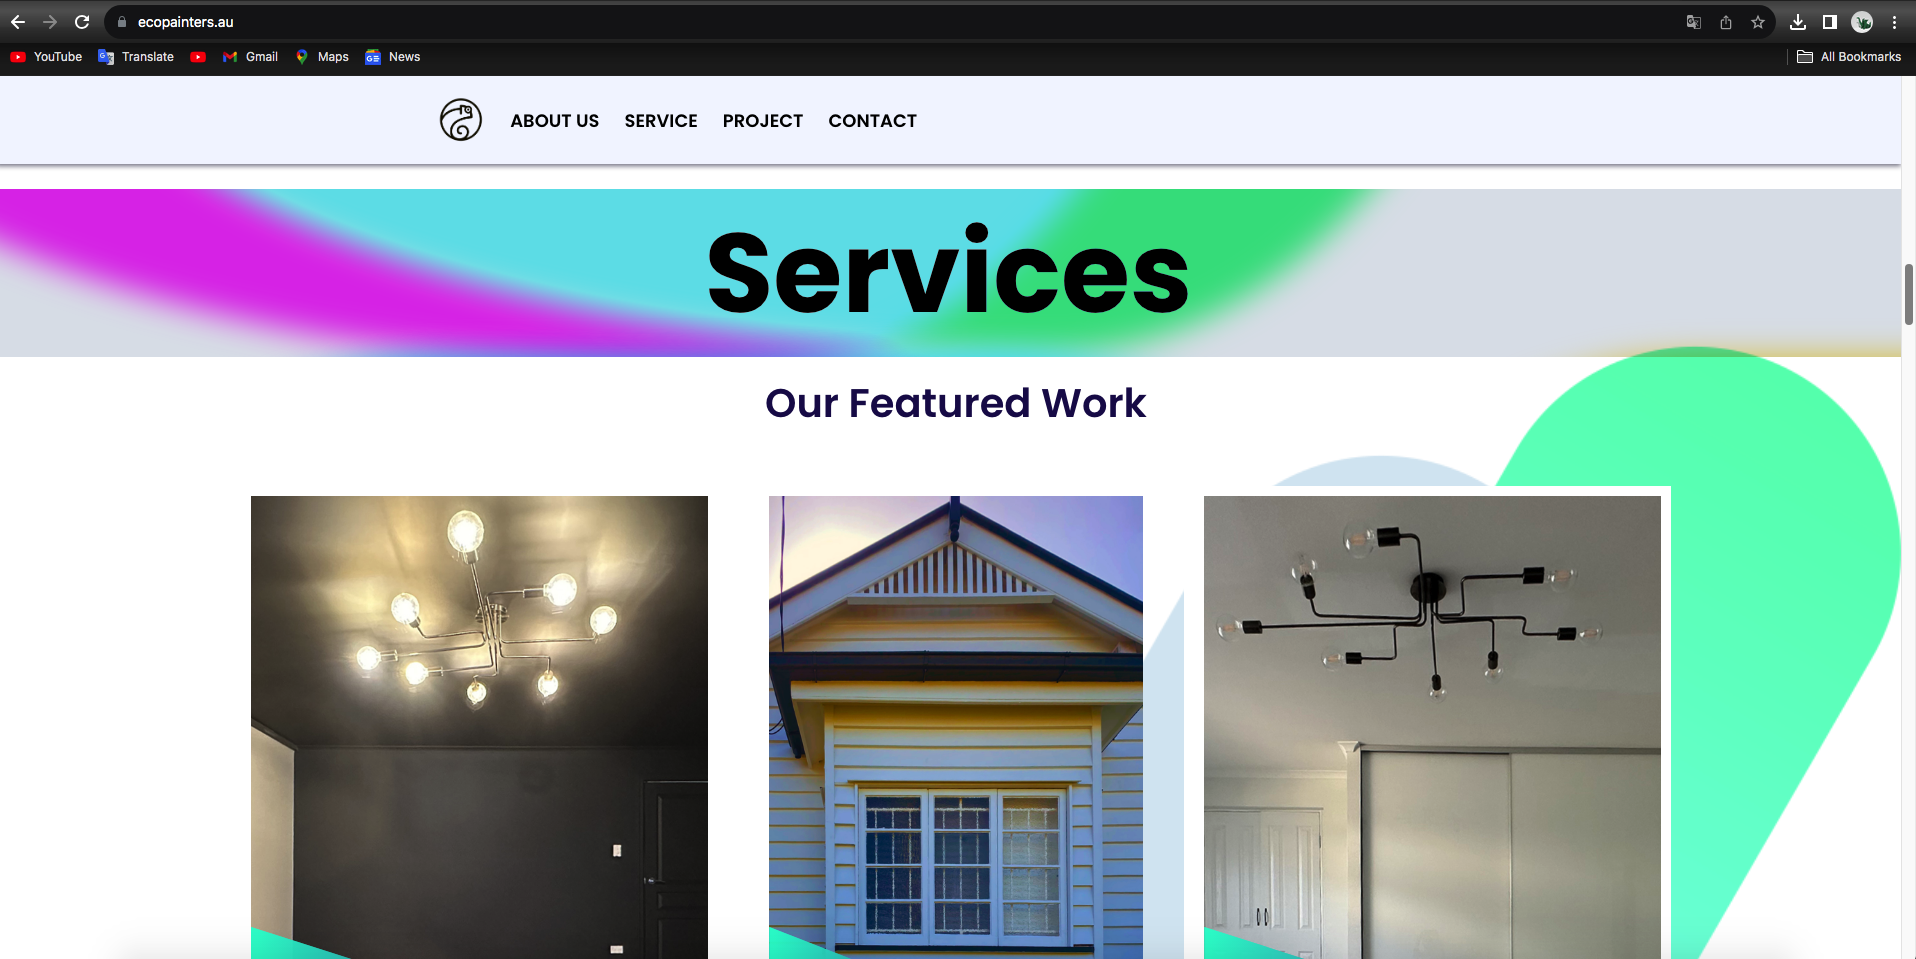 ecopainters.au
YouTube Translate Gmail Maps News All Bookmarks
ABOUT US SERVICE PROJECT CONTACT
Services
Our Featured Work